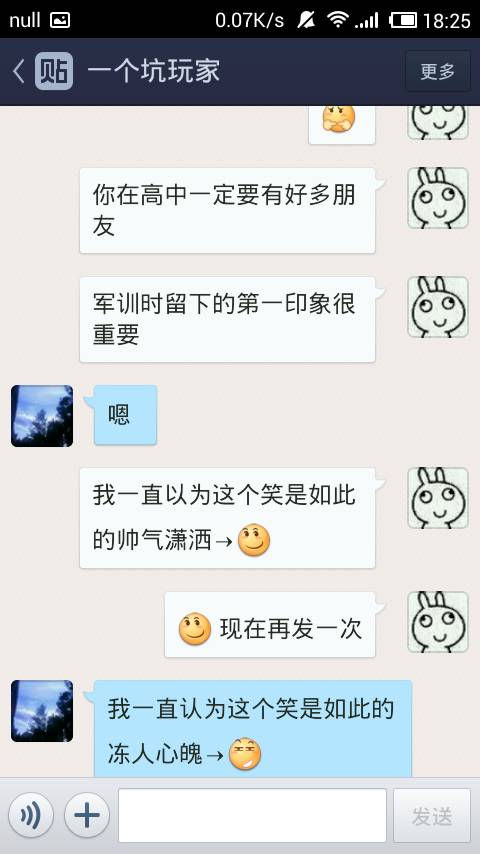 null
0.07K/s
18:25
贴
一个坑玩家
更多
你在高中一定要有好多朋
友
军训时留下的第一印象很
重要
嗯
我一直以为这个笑是如此
的帅气潇洒→
现在再发一次
我一直认为这个笑是如此的
冻人心魄→
发送